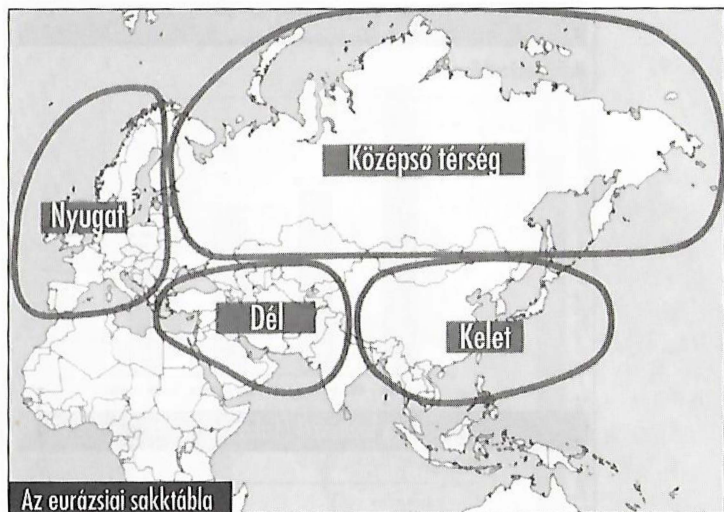 Középső térség
Nyugat
Dél
Kelet
Az eurázsiai sakktábla